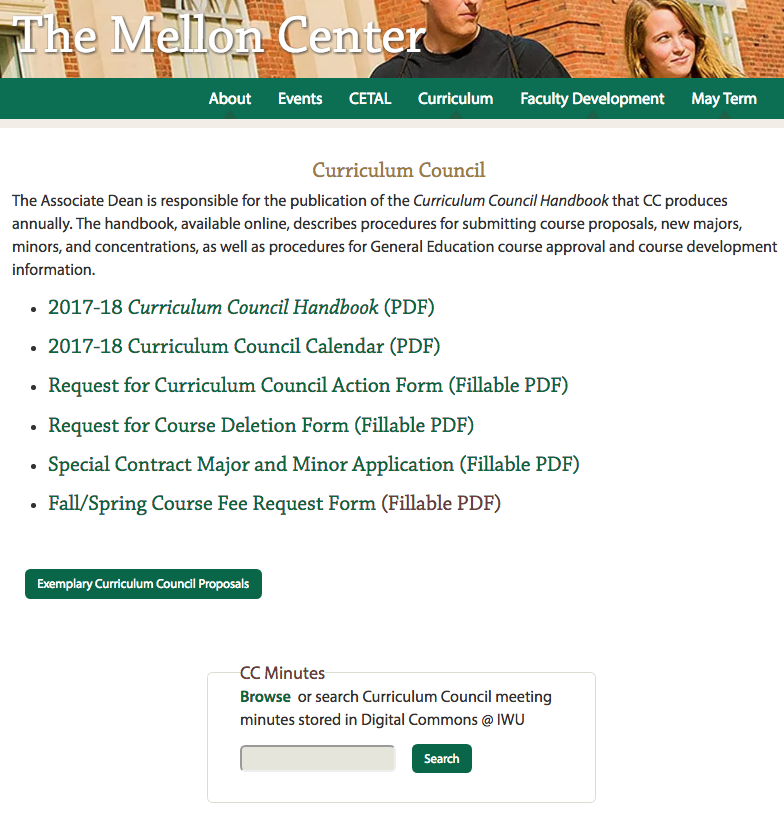 The Mellon Center
About Events CETAL Curriculum Faculty Development May Term
Curriculum Council
The Associate Dean is responsible for the publication of the Curriculum Council Handbook that CC produces
annually. The handbook, available online, describes procedures for submitting course proposals, new majors,
minors, and concentrations, as well as procedures for General Education course approval and course development
information.
• 2017-18 Curriculum Council Handbook (PDF)
• 2017-18 Curriculum Council Calendar (PDF)
• Request for Curriculum Council Action Form (Fillable PDF)
• Request for Course Deletion Form (Fillable PDF)
• Special Contract Major and Minor Application (Fillable PDF)
• Fall/Spring Course Fee Request Form (Fillable PDF)
Exemplary Curriculum Council Proposals
CC Minutes
Browse or search Curriculum Council meeting
minutes stored in Digital Commons @ IWU
Search